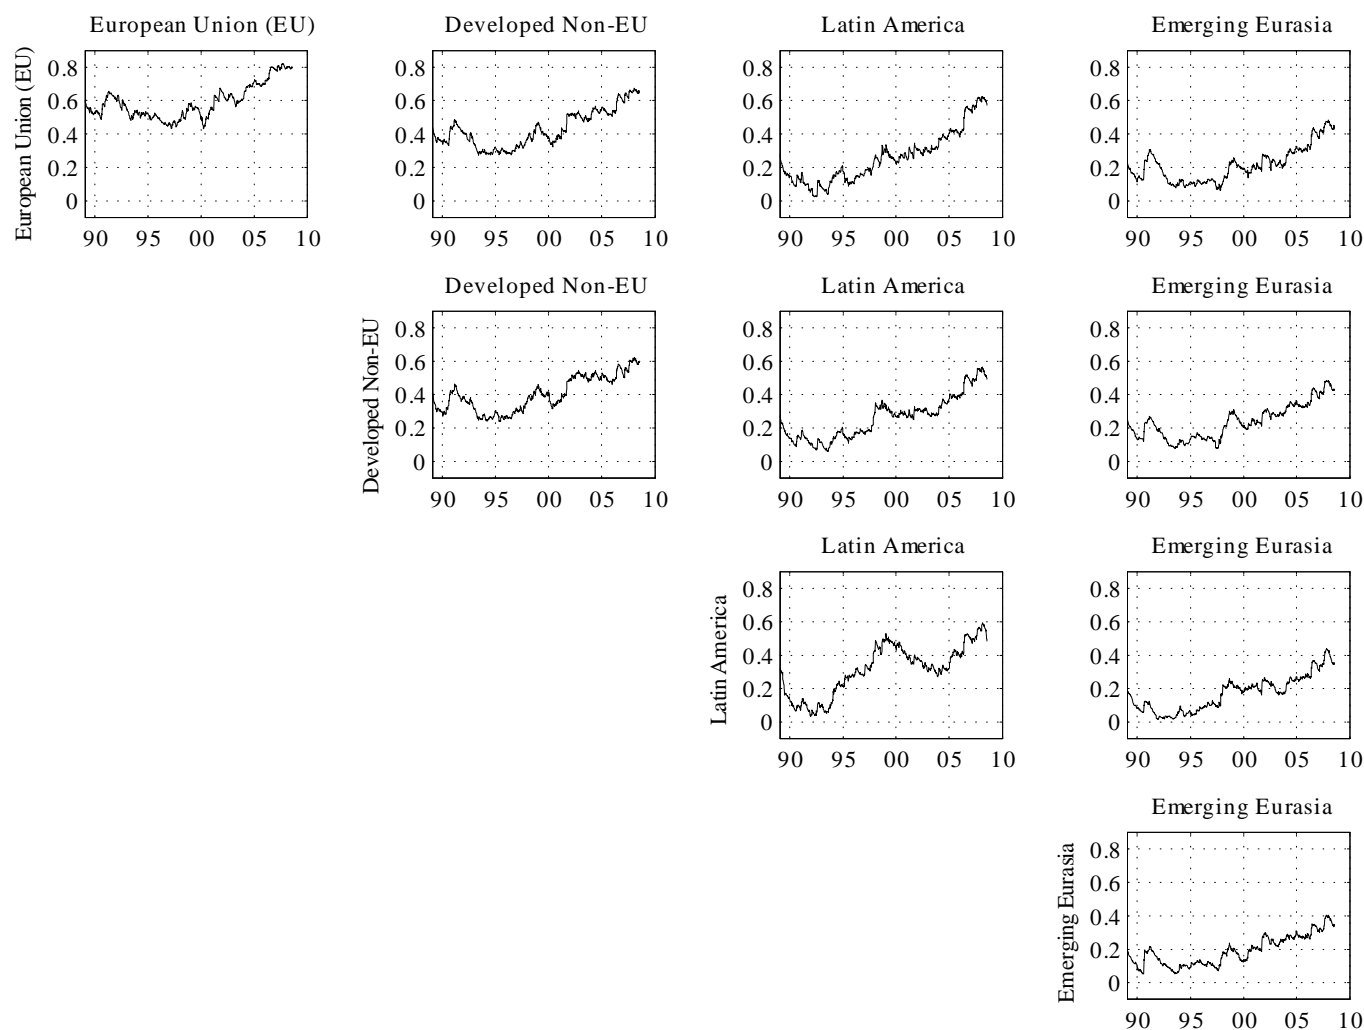 European Union (EU) Developed Non-EU Latin America Emerging Eurasia
European Union (EU)
0.8 0.8 0.8 0.8
0.6 0.6 0.6 0.6
0.4 0.4 0.4 0.4
0.2 0.2 0.2 0.2
0 0 0 0
90 95 00 05 10 90 95 00 05 10 90 95 00 05 10 90 95 00 05 10
Developed Non-EU Latin America Emerging Eurasia
Developed Non-EU
0.8 0.8 0.8
0.6 0.6 0.6
0.4 0.4 0.4
0.2 0.2 0.2
0 0 0
90 95 00 05 10 90 95 00 05 10 90 95 00 05 10
Latin America Emerging Eurasia
Latin America
0.8 0.8
0.6 0.6
0.4 0.4
0.2 0.2
0 0
90 95 00 05 10 90 95 00 05 10
Emerging Eurasia
Emerging Eurasia
0.8
0.6
0.4
0.2
0
90 95 00 05 10